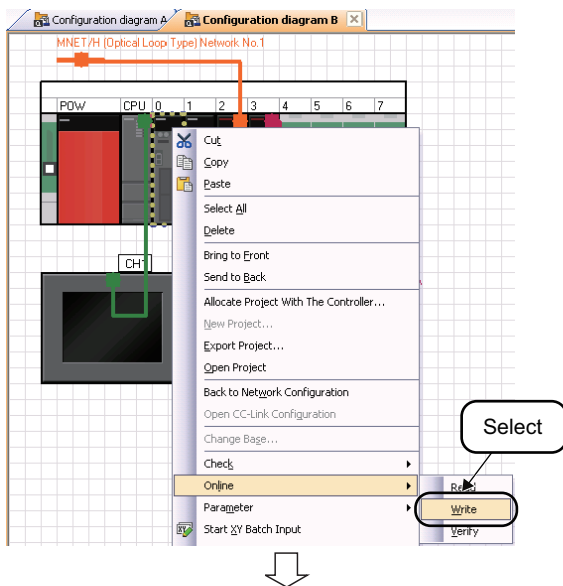 Configuration diagram A Configuration diagram B
MNET/H (Optical Loop Type) Network No.1
POW CPU 0 1 2 3 4 5 6 7
CH1
Cut
Copy
Paste
Select All
Delete
Bring to Front
Send to Back
Allocate Project With The Controller...
New Project...
Export Project...
Open Project
Back to Network Configuration
Open CC-Link Configuration
Change Base...
Check
Online
Parameter
Start XY Batch Input
Select
Read
Write
Verify